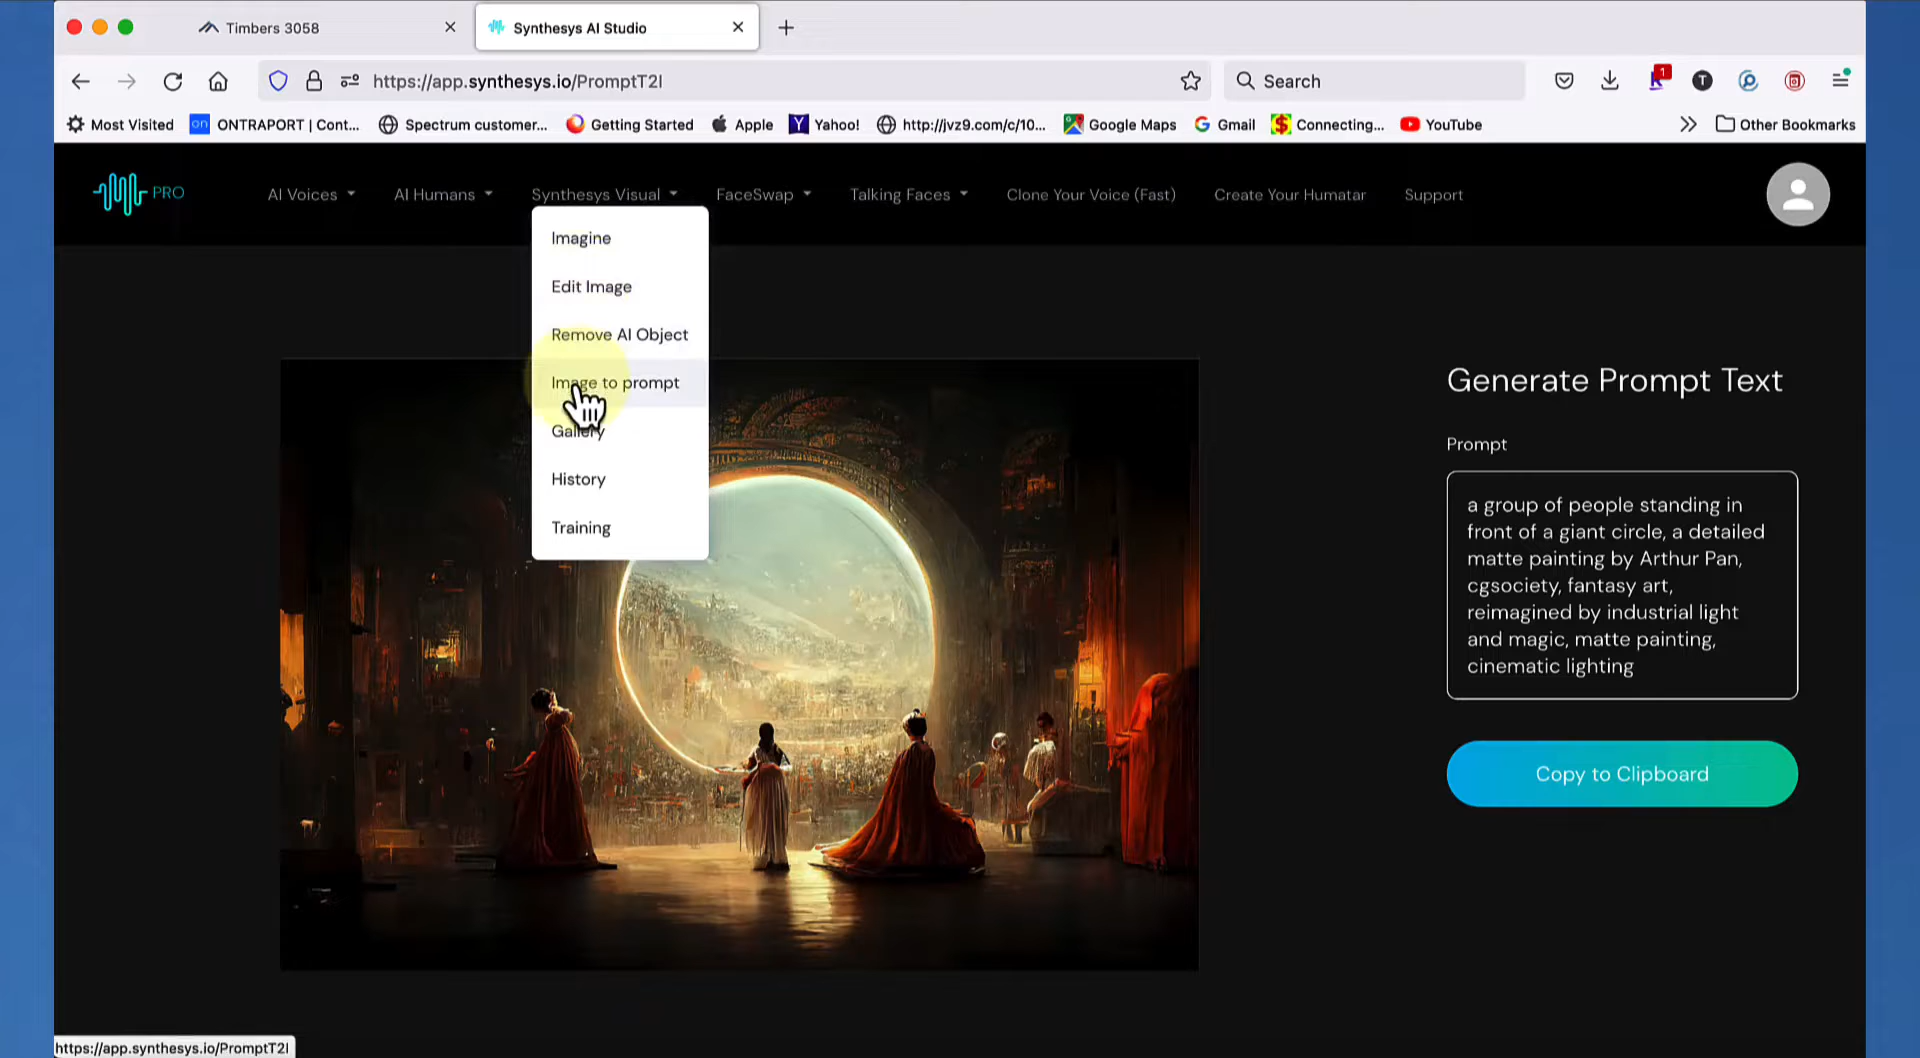 Timbers 3058
Synthesys AI Studio
https://app.synthesys.io/PromptT2I
Search
1
T
Most Visited
on
ONTRAPORT | Cont...
Spectrum customer...
Getting Started
Apple
Yahoo!
http://jvz9.com/c/10...
Google Maps
Gmail
Connecting...
YouTube
Other Bookmarks
PRO
AI Voices
AI Humans
Synthesys Visual
FaceSwap
Talking Faces
Clone Your Voice (Fast)
Create Your Humatar
Support
Imagine
Edit Image
Remove AI Object
Image to prompt
Gallery
History
Training
Generate Prompt Text
Prompt
a group of people standing in
front of a giant circle, a detailed
matte painting by Arthur Pan,
cgsociety, fantasy art,
reimagined by industrial light
and magic, matte painting,
cinematic lighting
Copy to Clipboard
https://app.synthesys.io/PromptT2I